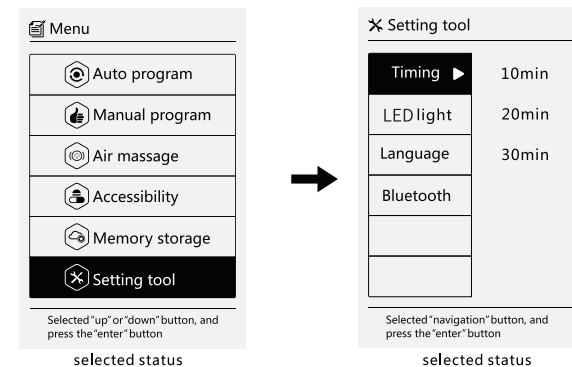 Menu
Auto program
Manual program
Air massage
Accessibility
Memory storage
Setting tool
Selected"up"or"down"button, and
press the"enter"button
selected status
Setting tool
Timing
10min
LED light
20min
Language
30min
Bluetooth
Selected"navigation"button, and
press the"enter"button
selected status